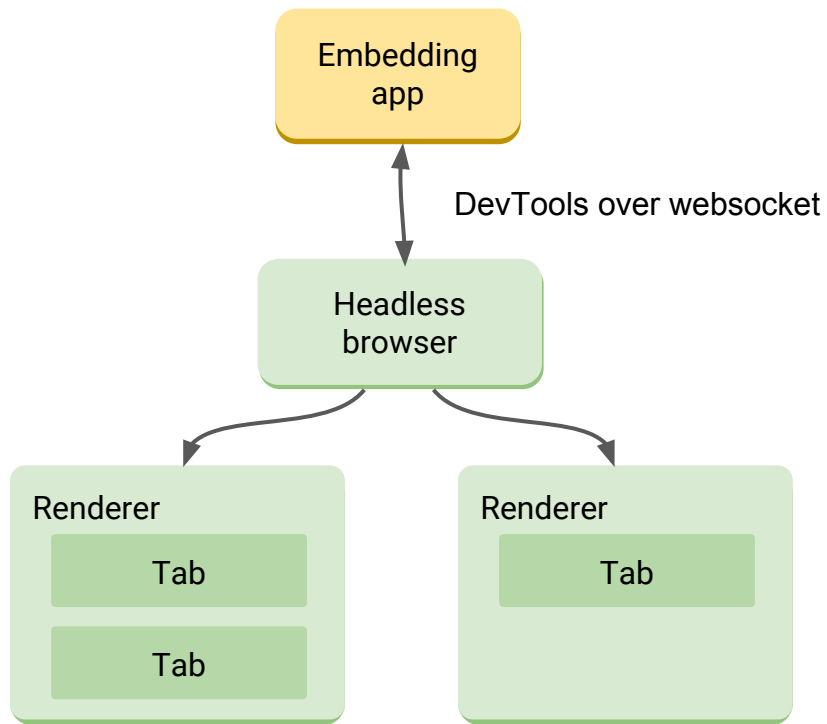 Embedding
app
DevTools over websocket
Headless
browser
Renderer
Tab
Tab
Renderer
Tab